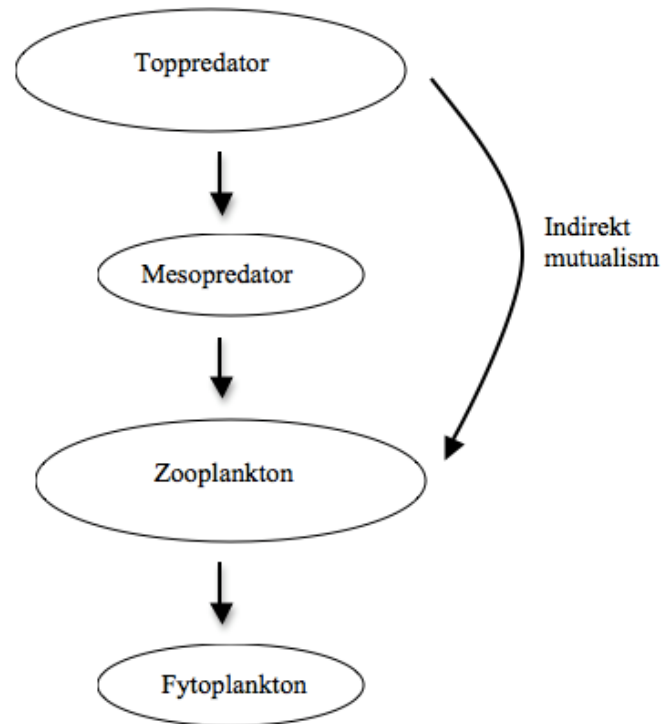 Toppredator
Indirekt
mutualism
Mesopredator
Zooplankton
Fytoplankton